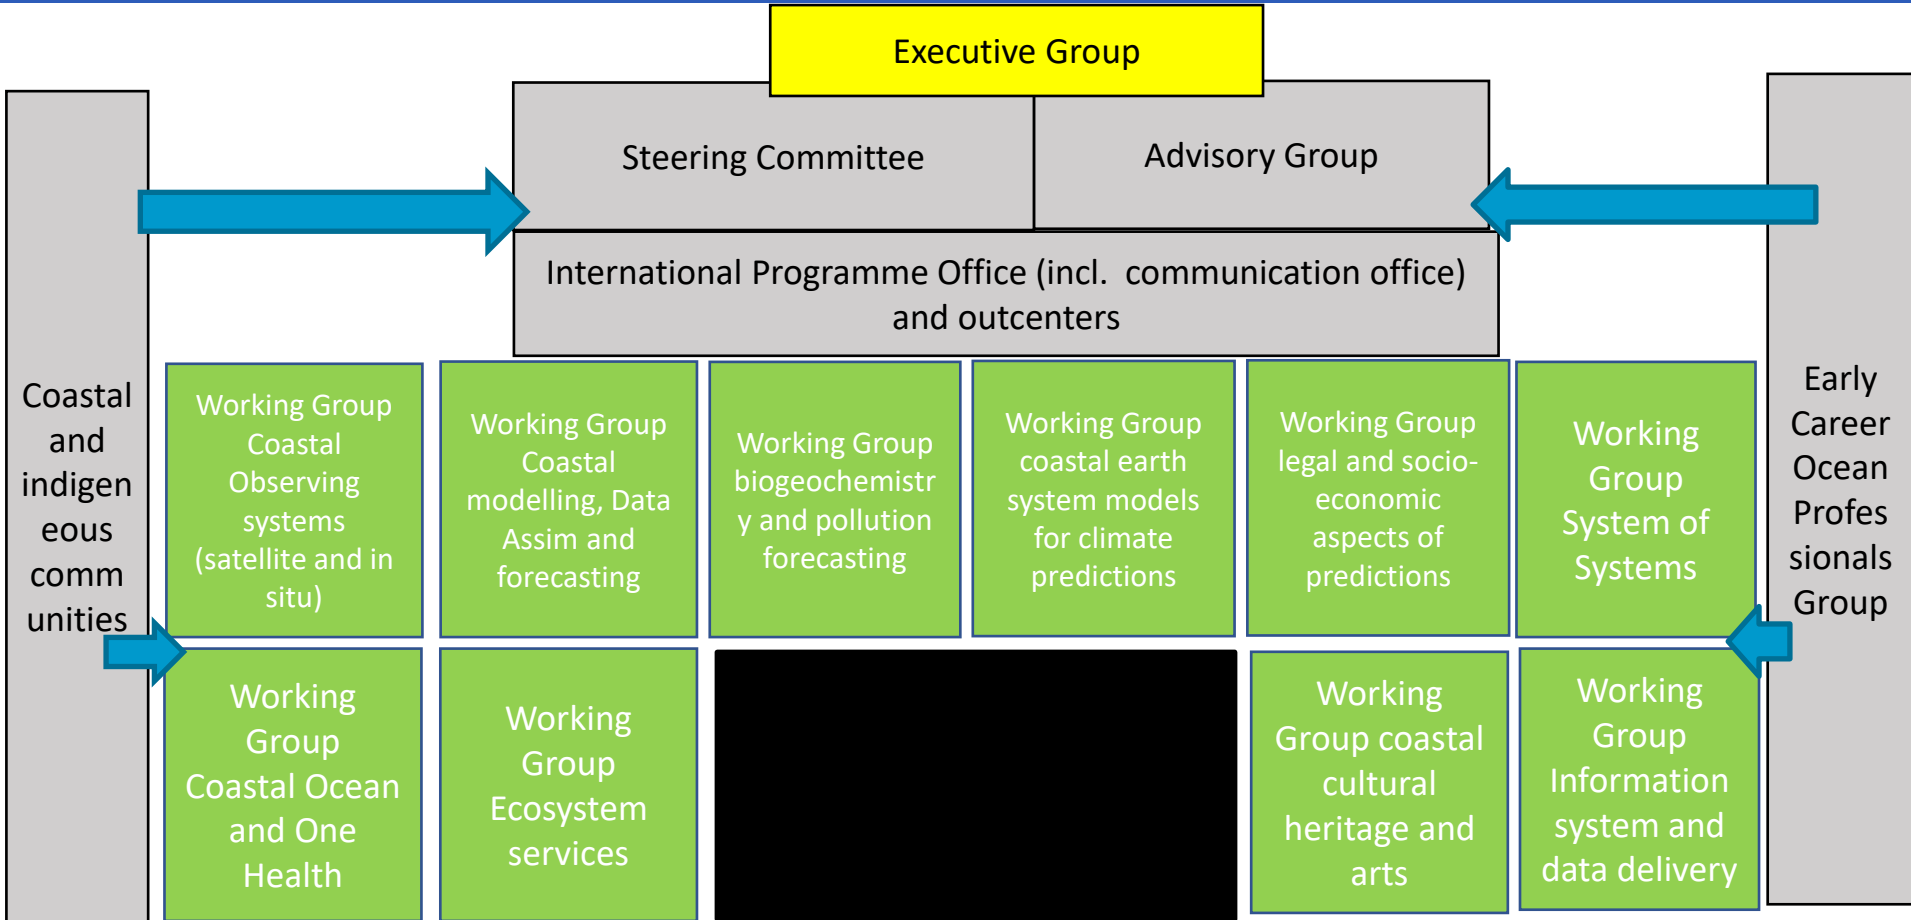 Executive Group
Steering Committee
Advisory Group
International Programme Office (incl.  communication office)
and outcenters
Coastal
and
indigen
eous
comm
unities
Working Group
Coastal
Observing
systems
(satellite and in
situ)
Working Group
Coastal
modelling, Data
Assim and
forecasting
Working Group
biogeochemistr
y and pollution
forecasting
Working Group
coastal earth
system models
for climate
predictions
Working Group
legal and socio-
economic
aspects of
predictions
Working
Group
System of
Systems
Early
Career
Ocean
Profes
sionals
Group
Working
Group
Coastal Ocean
and One
Health
Working
Group
Ecosystem
services
Working
Group coastal
cultural
heritage and
arts
Working
Group
Information
system and
data delivery